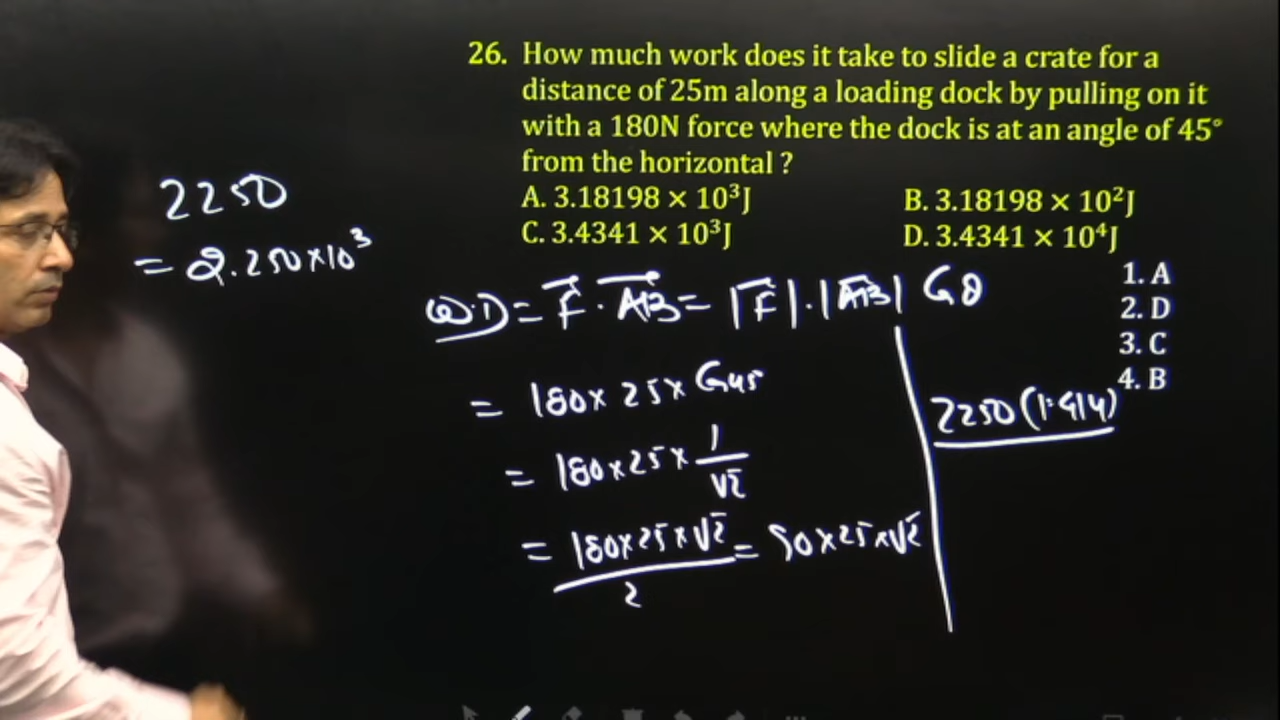 26. How much work does it take to slide a crate for a
distance of 25m along a loading dock by pulling on it
with a 180N force where the dock is at an angle of 45°
from the horizontal ?
A. 3.18198 × 10³J B. 3.18198 × 10²J
C. 3.4341 × 10³J D. 3.4341 × 10⁴J
1. A
2. D
3. C
4. B
2250
= 2.250×10³
W.D = F⃗ . AB⃗ = |F⃗| . |AB⃗| Cos θ
= 180 × 25 × Cos 45
= 180 × 25 × 1/√2
= 180×25×√2/2 = 90×25×√2
2250(1.414)